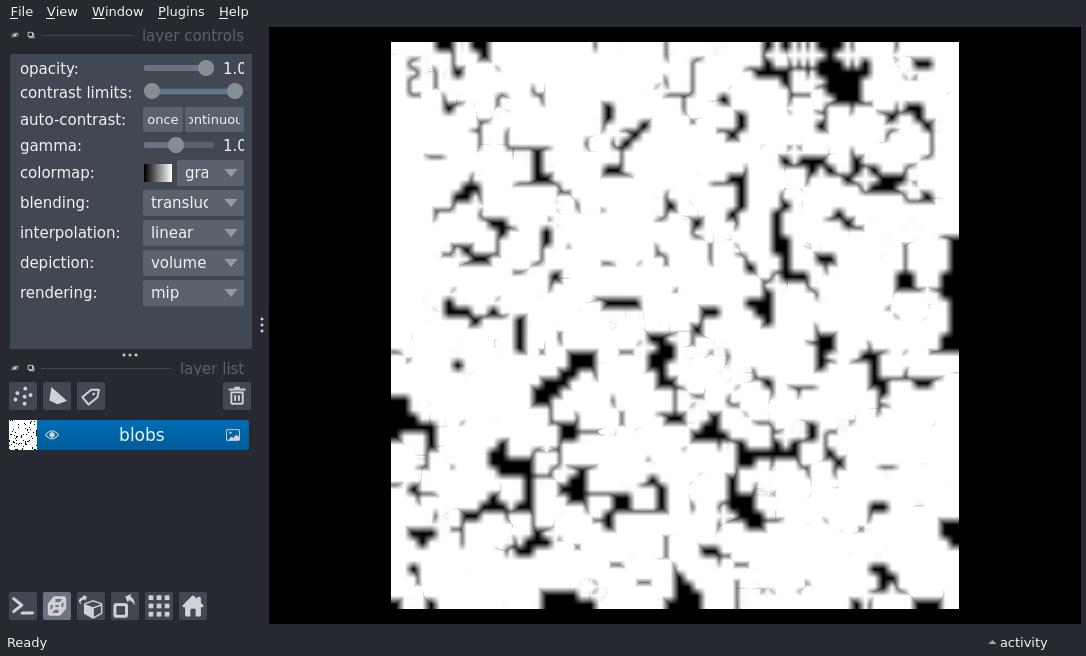 File View Window Plugins Help
layer controls
opacity: 1.0
contrast limits:
auto-contrast: once ontinuou
gamma: 1.0
colormap: gra
blending: transluc
interpolation: linear
depiction: volume
rendering: mip
layer list
blobs
Ready
activity